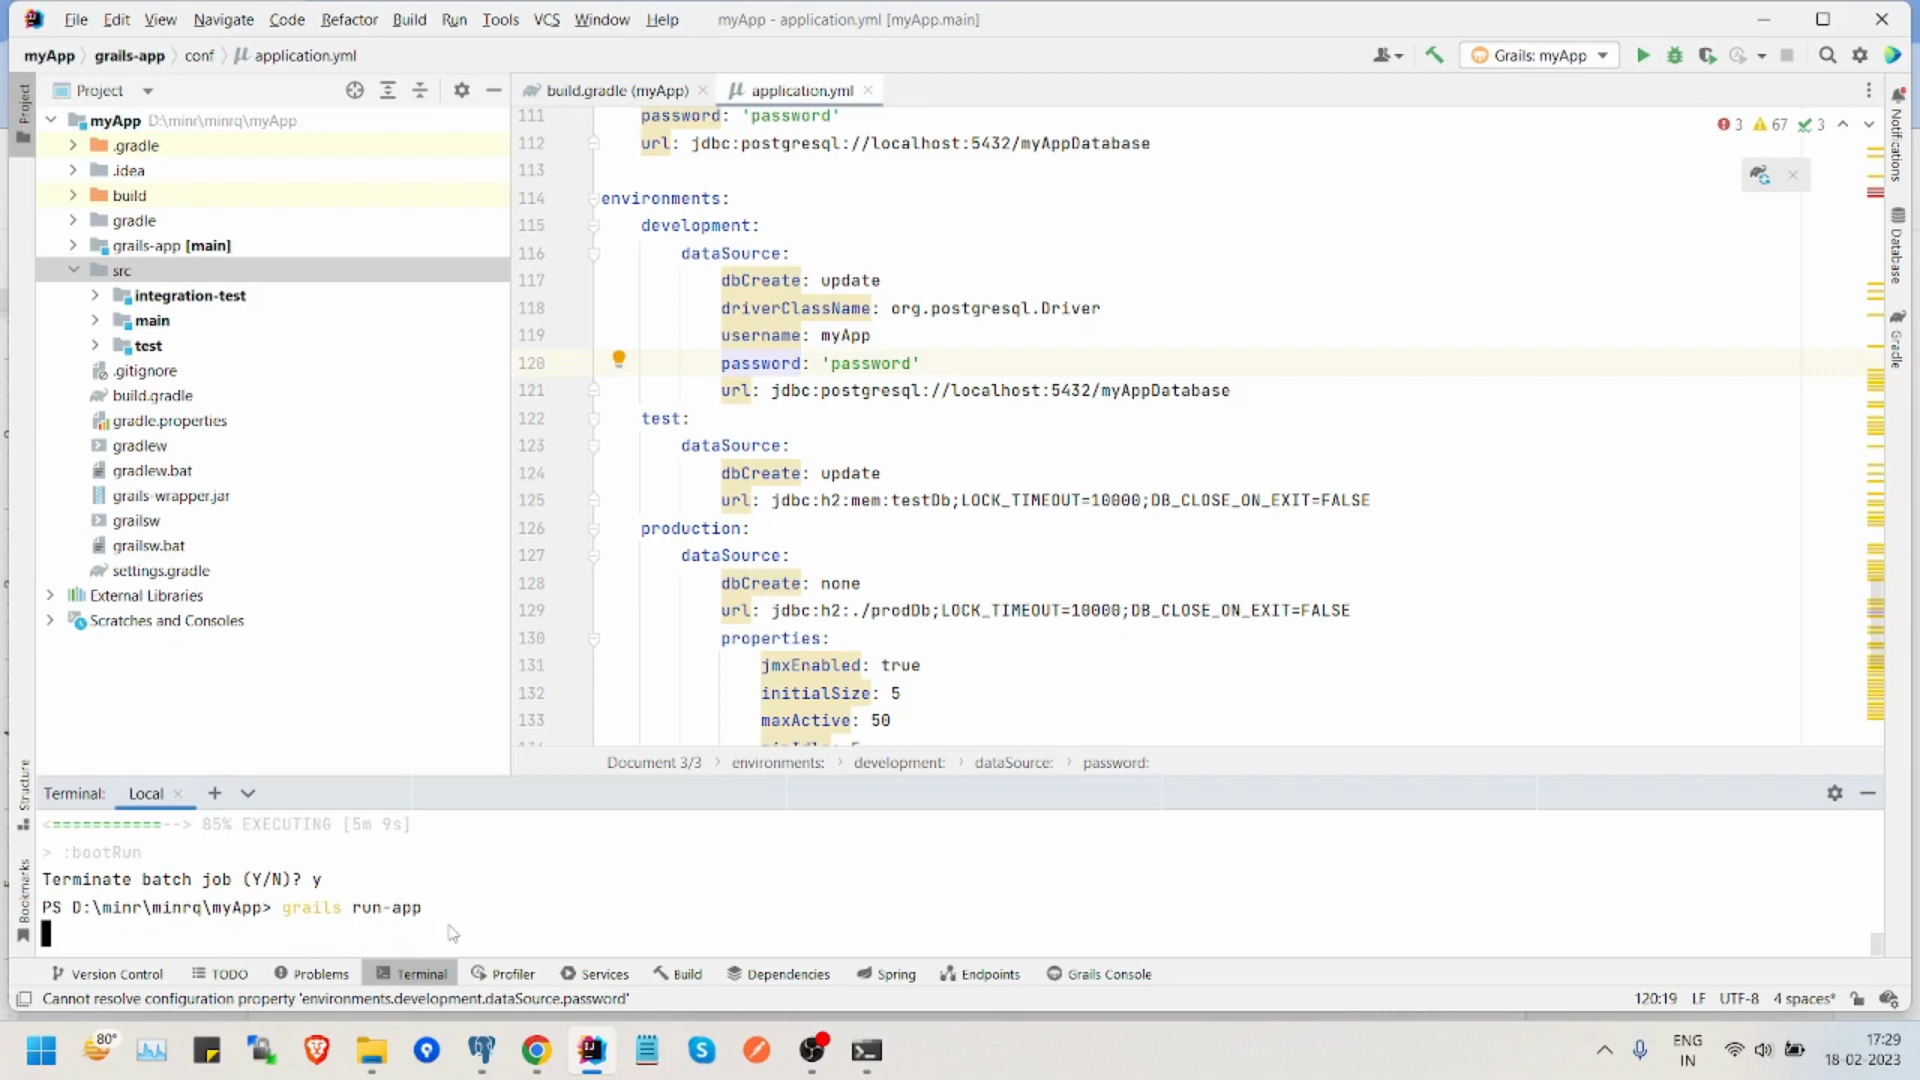 File Edit View Navigate Code Refactor Build Run Tools VCS Window Help myApp - application.yml [myApp.main]
myApp grails-app conf application.yml
Grails: myApp
Project
build.gradle (myApp)
application.yml
Project
myApp D:\minr\minrq\myApp
.gradle
.idea
build
gradle
grails-app [main]
src
integration-test
main
test
.gitignore
build.gradle
gradle.properties
gradlew
gradlew.bat
grails-wrapper.jar
grailsw
grailsw.bat
settings.gradle
External Libraries
Scratches and Consoles
3 67 3
111 password: 'password'
112 url: jdbc:postgresql://localhost:5432/myAppDatabase
113
114 environments:
115 development:
116 dataSource:
117 dbCreate: update
118 driverClassName: org.postgresql.Driver
119 username: myApp
120 password: 'password'
121 url: jdbc:postgresql://localhost:5432/myAppDatabase
122 test:
123 dataSource:
124 dbCreate: update
125 url: jdbc:h2:mem:testDb;LOCK_TIMEOUT=10000;DB_CLOSE_ON_EXIT=FALSE
126 production:
127 dataSource:
128 dbCreate: none
129 url: jdbc:h2:./prodDb;LOCK_TIMEOUT=10000;DB_CLOSE_ON_EXIT=FALSE
130 properties:
131 jmxEnabled: true
132 initialSize: 5
133 maxActive: 50
Notifications
Database
Gradle
Document 3/3 environments: development: dataSource: password:
Structure
Bookmarks
Terminal: Local
<===========--> 85% EXECUTING [5m 9s]
> :bootRun
Terminate batch job (Y/N)? y
PS D:\minr\minrq\myApp> grails run-app
Version Control TODO Problems Terminal Profiler Services Build Dependencies Spring Endpoints Grails Console
Cannot resolve configuration property 'environments.development.dataSource.password'
120:19 LF UTF-8 4 spaces*
80°
ENG
IN
17:29
18-02-2023